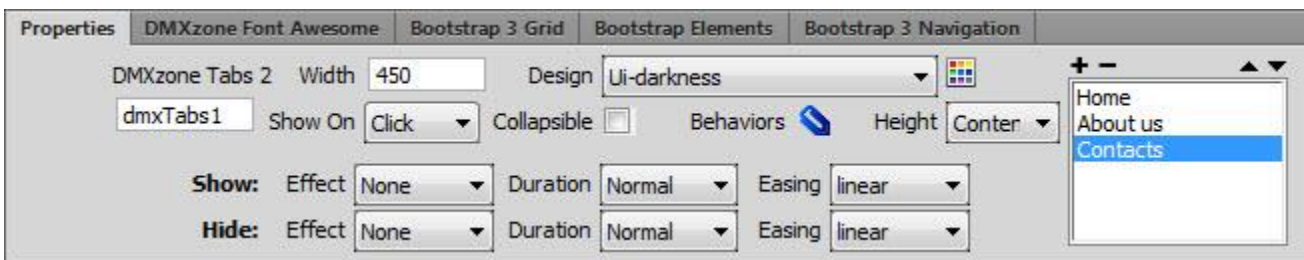 Properties DMXzone Font Awesome Bootstrap 3 Grid Bootstrap Elements Bootstrap 3 Navigation
DMXzone Tabs 2 Width 450 Design Ui-darkness
dmxTabs1 Show On Click Collapsible Behaviors Height Conter
Show: Effect None Duration Normal Easing linear
Hide: Effect None Duration Normal Easing linear
Home
About us
Contacts